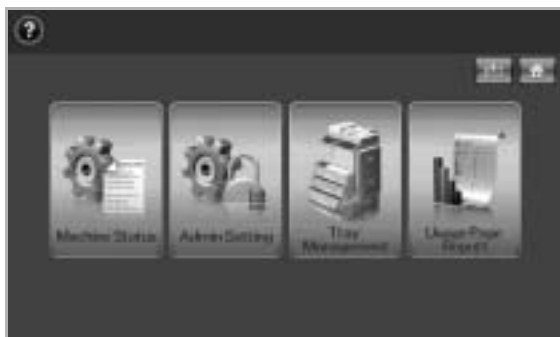 ?
Machine Status
Admin Setting
Tray
Management
Usage Page
Report